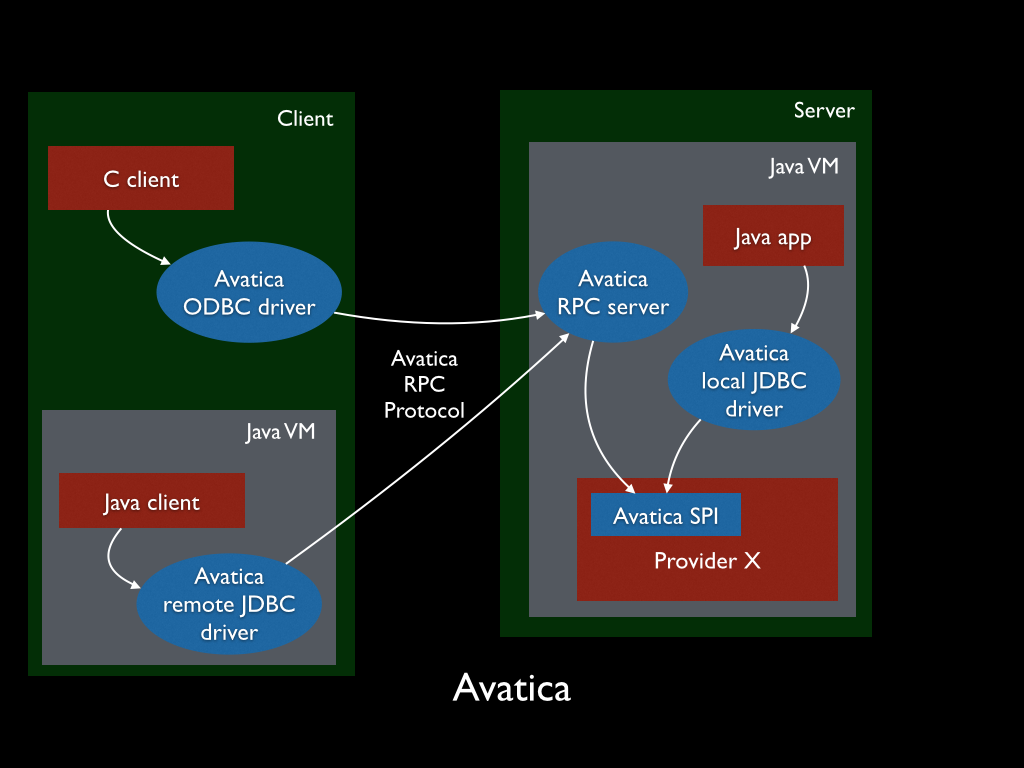 Client
C client
Avatica
ODBC driver
Java VM
Java client
Avatica
remote JDBC
driver
Avatica
RPC
Protocol
Server
Java VM
Java app
Avatica
RPC server
Avatica
local JDBC
driver
Avatica SPI
Provider X
Avatica